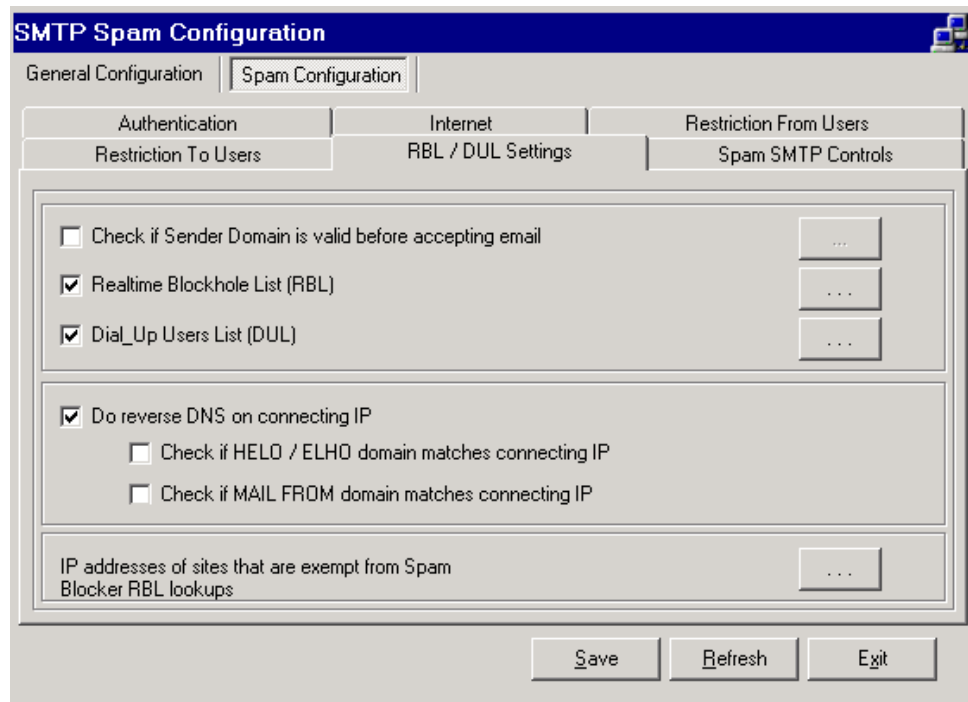 SMTP Spam Configuration
General Configuration
Spam Configuration
Authentication
Internet
Restriction From Users
Restriction To Users
RBL / DUL Settings
Spam SMTP Controls
Check if Sender Domain is valid before accepting email
...
Realtime Blockhole List (RBL)
...
Dial_Up Users List (DUL)
...
Do reverse DNS on connecting IP
Check if HELO / ELHO domain matches connecting IP
Check if MAIL FROM domain matches connecting IP
IP addresses of sites that are exempt from Spam
Blocker RBL lookups
...
Save
Refresh
Exit